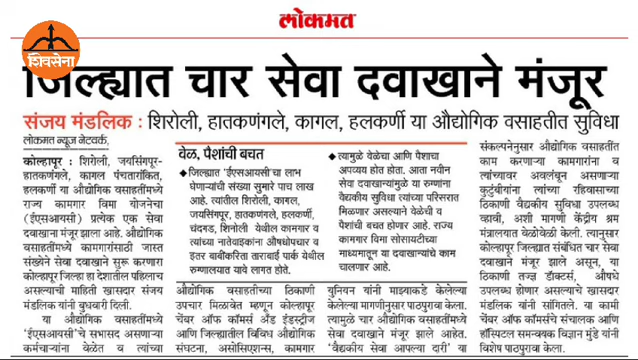 लोकमत
शिवसेना
जिल्ह्यात चार सेवा दवाखाने मंजूर
संजय मंडलिक : शिरोली, हातकणंगले, कागल, हलकर्णी या औद्योगिक वसाहतीत सुविधा
लोकमत न्यूज नेटवर्क
कोल्हापूर : शिरोली, जयसिंगपूर-
हातकणंगले, कागल पंचतारांकित,
हलकर्णी या औद्योगिक वसाहतींमध्ये
राज्य कामगार विमा योजनेचा
(ईएसआयसी) प्रत्येक एक सेवा
दवाखाना मंजूर झाला आहे. औद्योगिक
वसाहतींमध्ये कामगारांसाठी जास्त
संख्येने सेवा दवाखाने सुरू करणारा
कोल्हापूर जिल्हा हा देशातील पहिलाच
असल्याची माहिती खासदार संजय
मंडलिक यांनी बुधवारी दिली.
या औद्योगिक वसाहतींमध्ये
'ईएसआयसी'चे सभासद असणाऱ्या
कर्मचाऱ्यांना वेळेत व त्यांच्या
वेळ, पैशांची बचत
◆जिल्ह्यात 'ईएसआयसी'चा लाभ
घेणाऱ्यांची संख्या सुमारे पाच लाख
आहे. त्यांतील शिरोली, कागल,
जयसिंगपूर, हातकणंगले, हलकर्णी,
चंदगड, शिनोली येथील कामगार व
त्यांच्या नातेवाइकांना औषधोपचार व
इतर बाबींकरिता ताराबाई पार्क येथील
रुग्णालयात यावे लागत होते.
◆त्यामुळे वेळेचा आणि पैशाचा
अपव्यय होत होता. आता नवीन
सेवा दवाखान्यांमुळे या रुग्णांना
वैद्यकीय सुविधा त्यांच्या परिसरात
मिळणार असल्याने वेळेची व
पैशांची बचत होणार आहे. राज्य
कामगार विमा सोसायटीच्या
माध्यमातून या दवाखान्यांचे काम
चालणार आहे.
औद्योगिक वसाहतीच्या ठिकाणी
उपचार मिळावेत म्हणून कोल्हापूर
चेंबर ऑफ कॉमर्स अँड इंडस्ट्रीज
आणि जिल्ह्यातील विविध औद्योगिक
संघटना, असोसिएशन्स, कामगार
युनियन यांनी माझ्याकडे केलेल्या
केलेल्या मागणीनुसार पाठपुरावा केला.
त्यामुळे चार औद्योगिक वसाहतींमध्ये
सेवा दवाखाने मंजूर झाले आहेत.
'वैद्यकीय सेवा आपल्या दारी' या
संकल्पनेनुसार औद्योगिक वसाहतींत
काम करणाऱ्या कामगारांना व
त्यांच्यावर अवलंबून असणाऱ्या
कुटुंबीयांना त्यांच्या रहिवासाच्या
ठिकाणी वैद्यकीय सुविधा उपलब्ध
व्हावी, अशी मागणी केंद्रीय श्रम
मंत्रालयात वेळोवेळी केली. त्यानुसार
कोल्हापूर जिल्ह्यात संबंधित चार सेवा
दवाखाने मंजूर झाले असून, या
ठिकाणी तज्ज्ञ डॉक्टर्स, औषधे
उपलब्ध होणार असल्याचे खासदार
मंडलिक यांनी सांगितले. या कामी
चेंबर ऑफ कॉमर्सचे संचालक आणि
हॉस्पिटल समन्वयक विज्ञान मुंडे यांनी
विशेष पाठपुरावा केला.